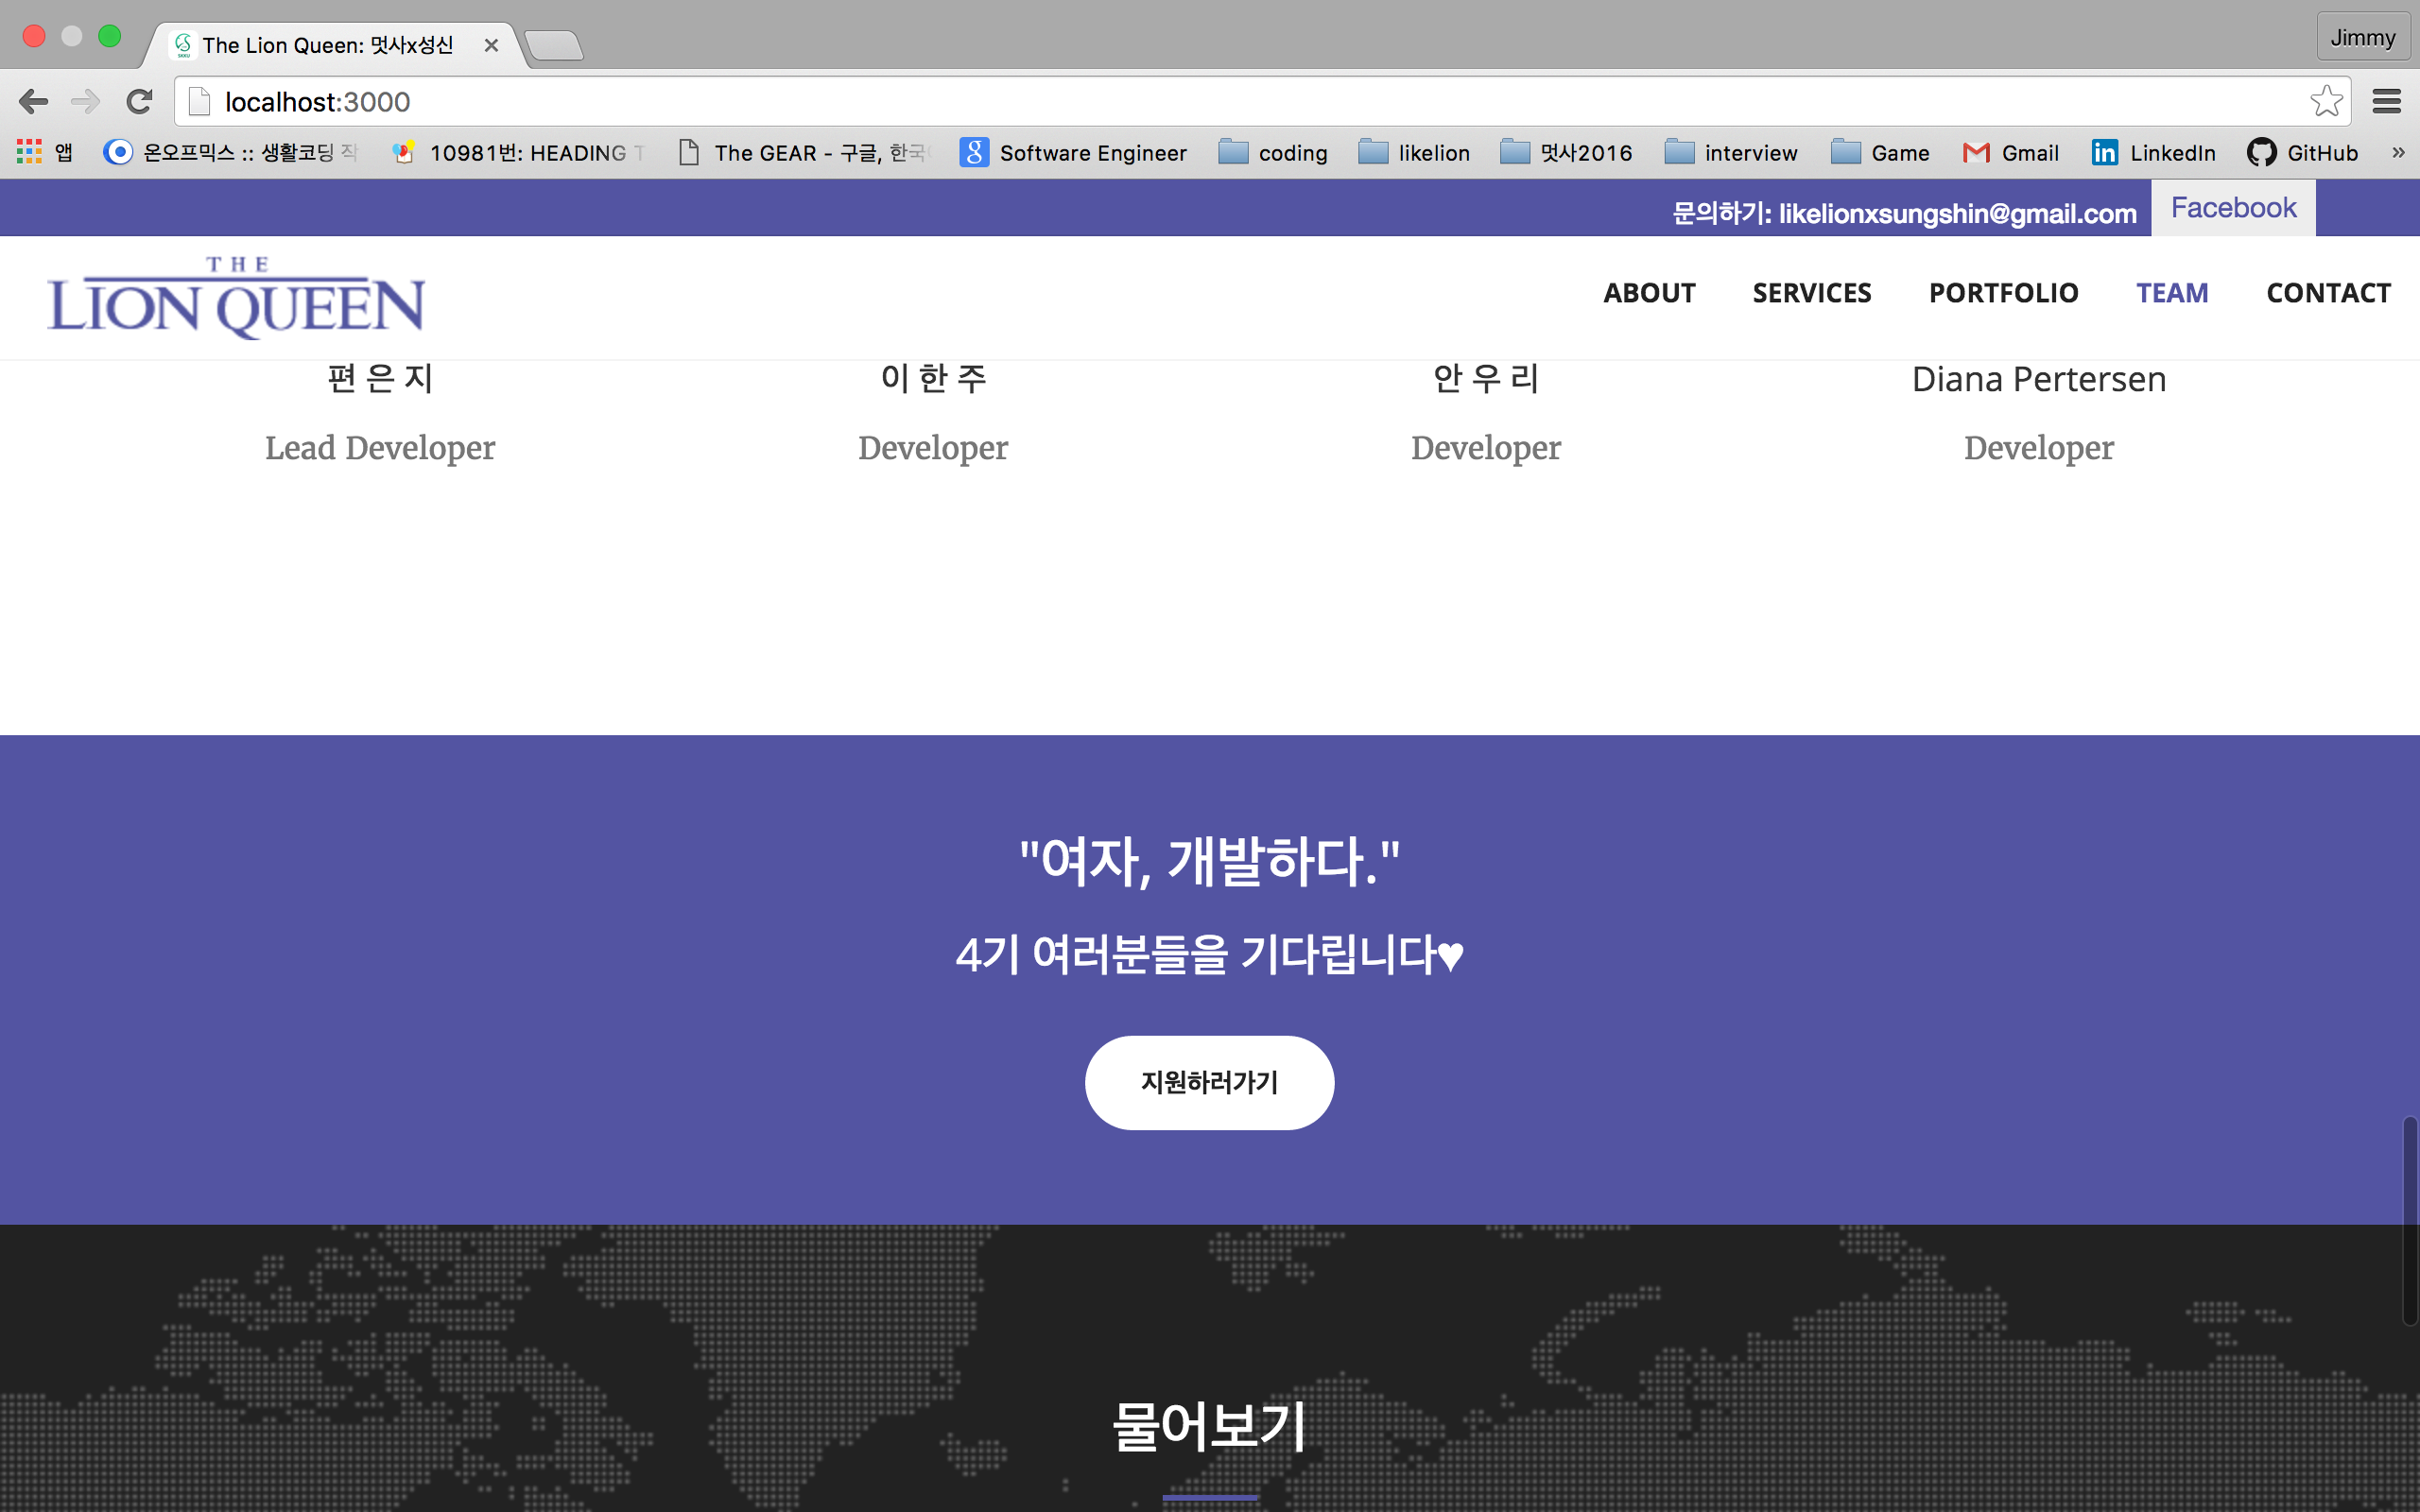 The Lion Queen: 멋사x성신
Jimmy
localhost:3000
앱 온오프믹스 :: 생활코딩 작 10981번: HEADING T The GEAR - 구글, 한국 Software Engineer coding likelion 멋사2016 interview Game Gmail LinkedIn GitHub »
문의하기: likelionxsungshin@gmail.com Facebook
THE
LION QUEEN
ABOUT SERVICES PORTFOLIO TEAM CONTACT
편 은 지 이 한 주 안 우 리 Diana Pertersen
Lead Developer Developer Developer Developer
"여자, 개발하다."
4기 여러분들을 기다립니다♥
지원하러가기
물어보기